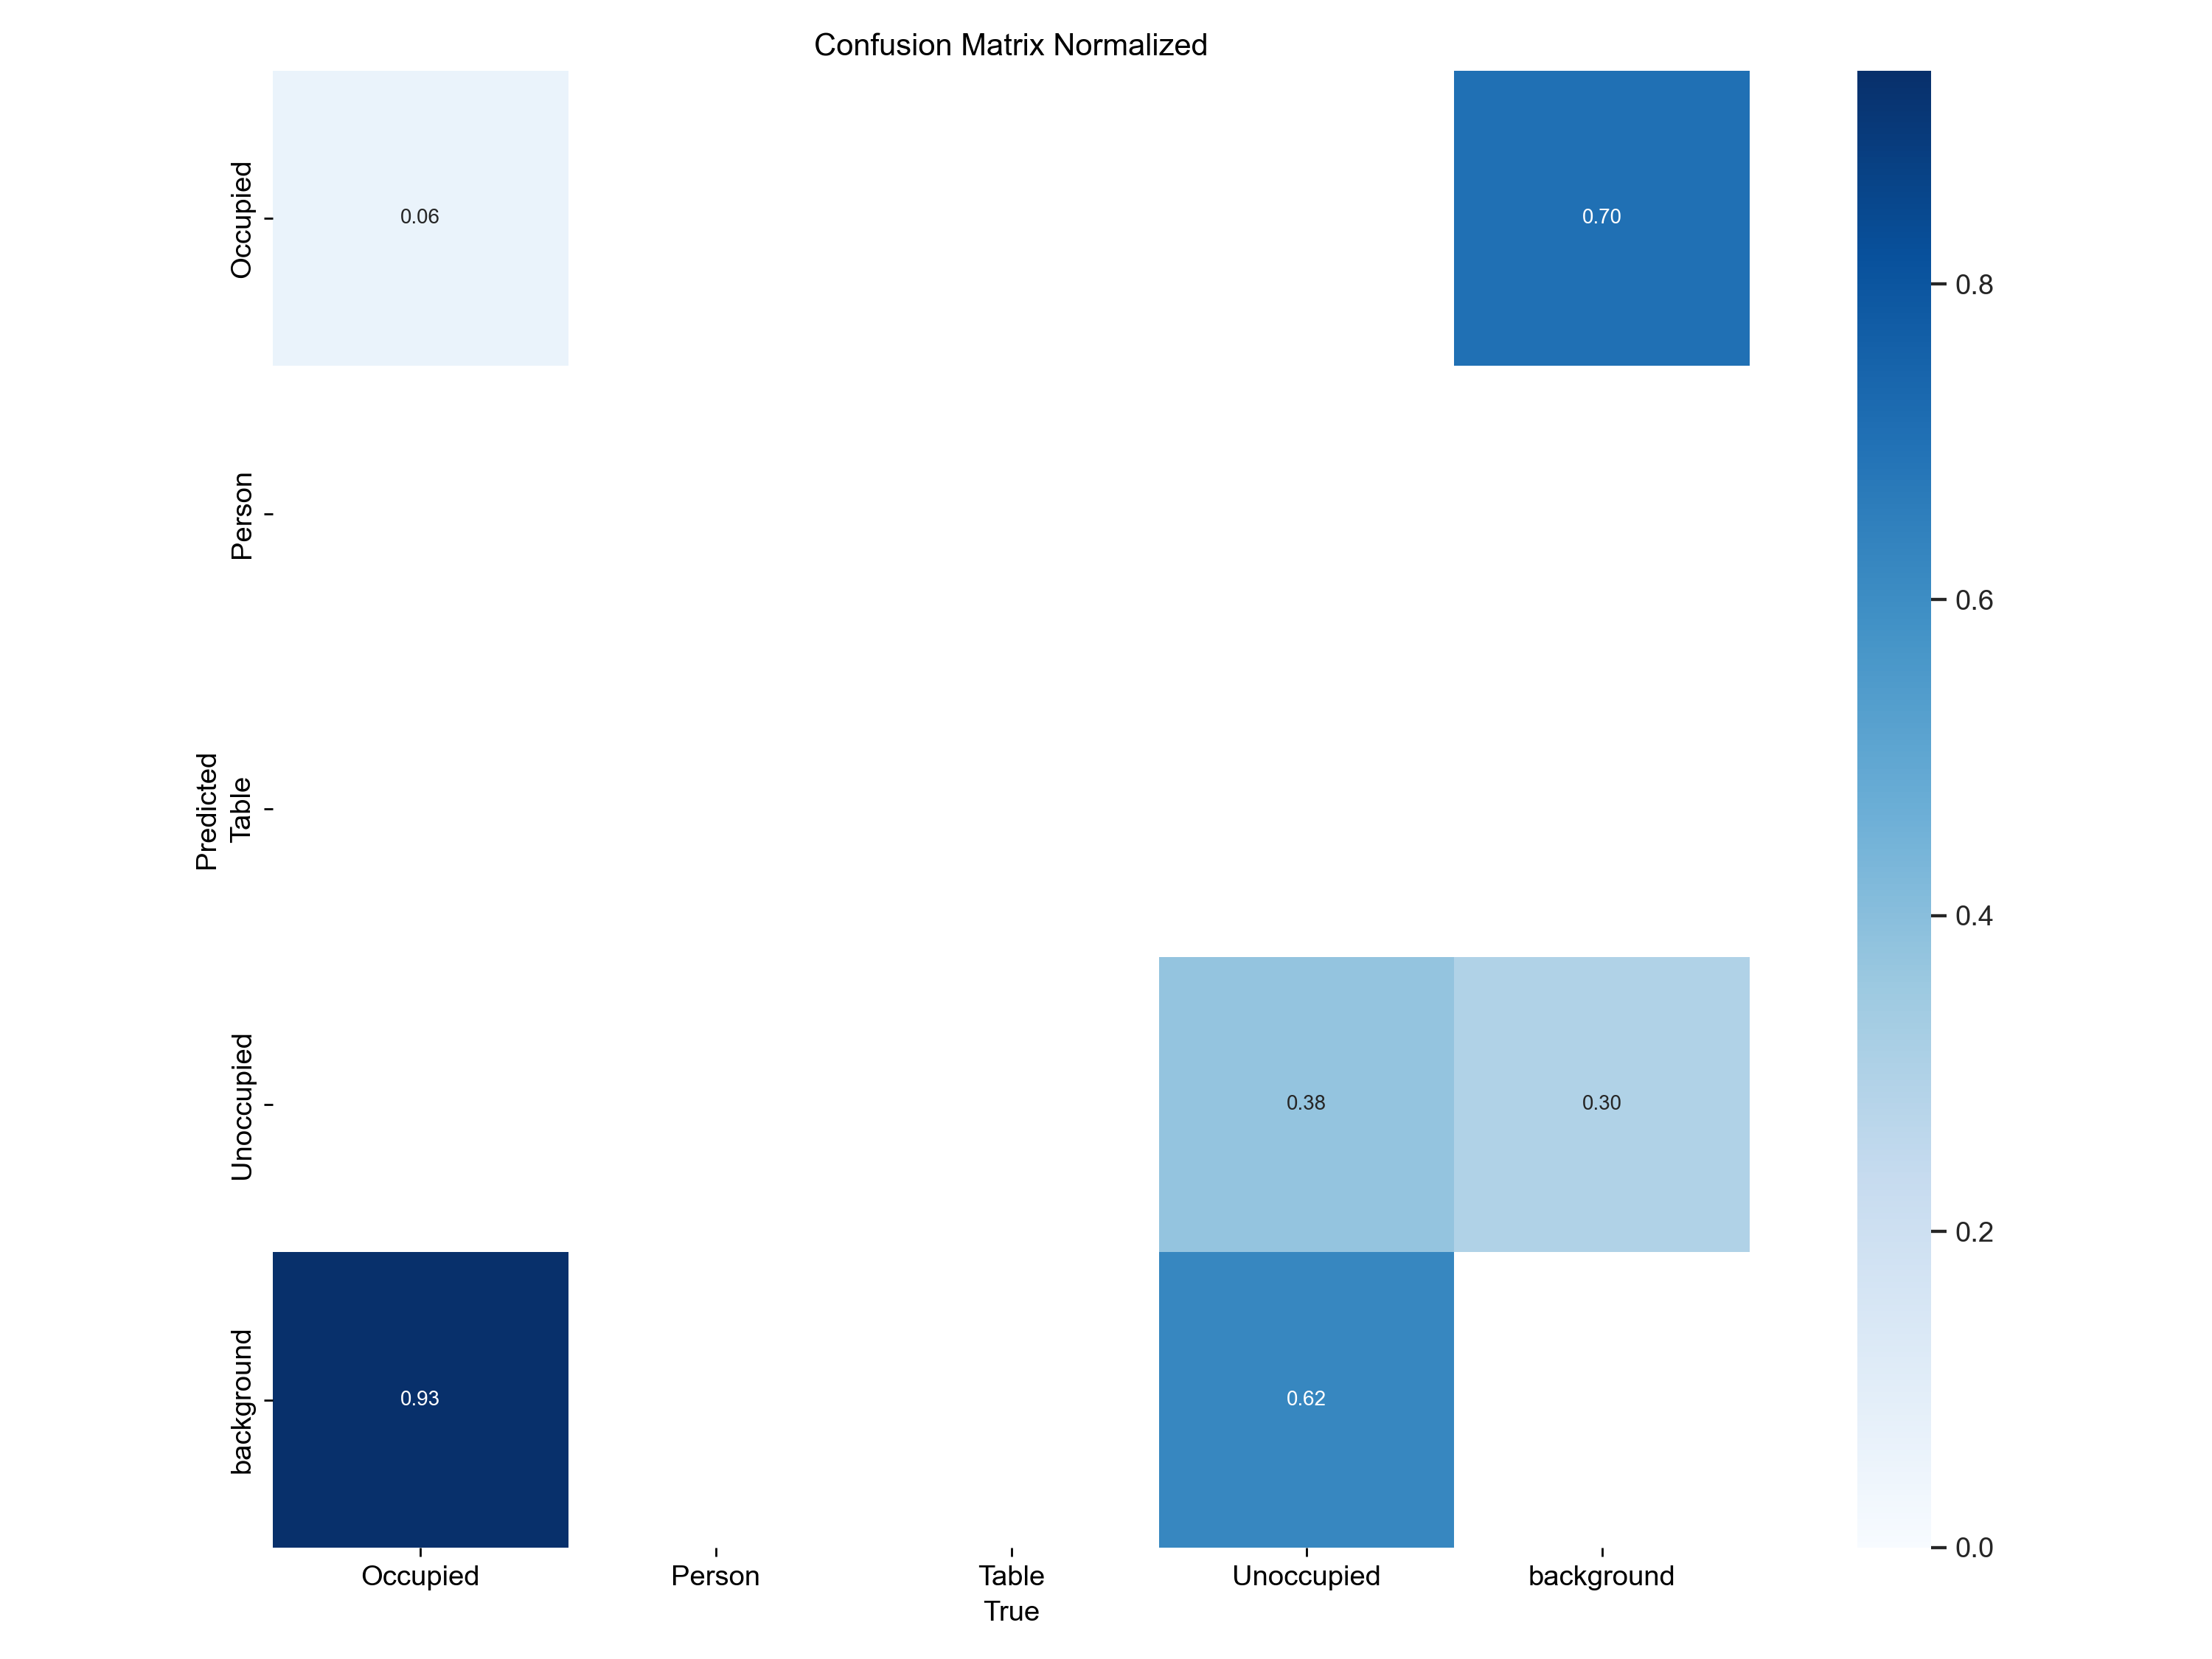 Confusion Matrix Normalized
Occupied
0.06
0.70
0.8
Person
0.6
Predicted
Table
0.4
Unoccupied
0.38
0.30
0.2
background
0.93
0.62
0.0
Occupied
Person
Table
Unoccupied
background
True